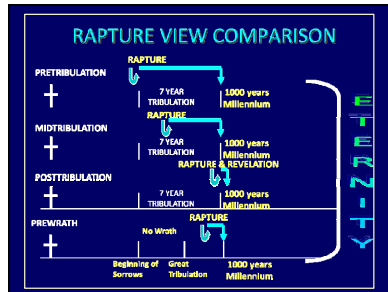 RAPTURE VIEW COMPARISON
RAPTURE
PRETRIBULATION
7 YEAR
TRIBULATION
1000 years
Millennium
RAPTURE
MIDTRIBULATION
7 YEAR
TRIBULATION
1000 years
Millennium
RAPTURE & REVELATION
POSTTRIBULATION
7 YEAR
TRIBULATION
1000 years
Millennium
PREWRATH
RAPTURE
No Wrath
Beginning of
Sorrows
Great
Tribulation
1000 years
Millennium
ETERNITY